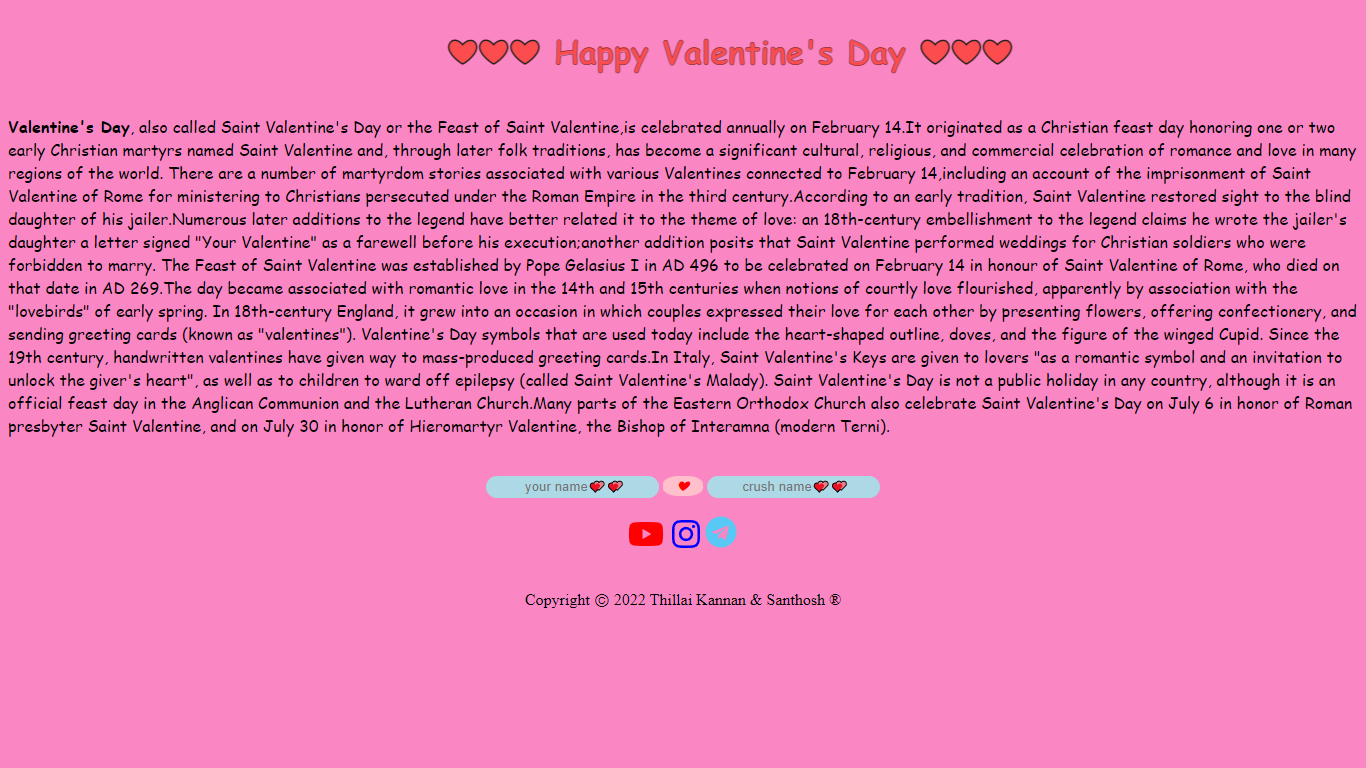 ❤❤❤ Happy Valentine's Day ❤❤❤
Valentine's Day, also called Saint Valentine's Day or the Feast of Saint Valentine,is celebrated annually on February 14.It originated as a Christian feast day honoring one or two
early Christian martyrs named Saint Valentine and, through later folk traditions, has become a significant cultural, religious, and commercial celebration of romance and love in many
regions of the world. There are a number of martyrdom stories associated with various Valentines connected to February 14,including an account of the imprisonment of Saint
Valentine of Rome for ministering to Christians persecuted under the Roman Empire in the third century.According to an early tradition, Saint Valentine restored sight to the blind
daughter of his jailer.Numerous later additions to the legend have better related it to the theme of love: an 18th-century embellishment to the legend claims he wrote the jailer's
daughter a letter signed "Your Valentine" as a farewell before his execution;another addition posits that Saint Valentine performed weddings for Christian soldiers who were
forbidden to marry. The Feast of Saint Valentine was established by Pope Gelasius I in AD 496 to be celebrated on February 14 in honour of Saint Valentine of Rome, who died on
that date in AD 269.The day became associated with romantic love in the 14th and 15th centuries when notions of courtly love flourished, apparently by association with the
"lovebirds" of early spring. In 18th-century England, it grew into an occasion in which couples expressed their love for each other by presenting flowers, offering confectionery, and
sending greeting cards (known as "valentines"). Valentine's Day symbols that are used today include the heart-shaped outline, doves, and the figure of the winged Cupid. Since the
19th century, handwritten valentines have given way to mass-produced greeting cards.In Italy, Saint Valentine's Keys are given to lovers "as a romantic symbol and an invitation to
unlock the giver's heart", as well as to children to ward off epilepsy (called Saint Valentine's Malady). Saint Valentine's Day is not a public holiday in any country, although it is an
official feast day in the Anglican Communion and the Lutheran Church.Many parts of the Eastern Orthodox Church also celebrate Saint Valentine's Day on July 6 in honor of Roman
presbyter Saint Valentine, and on July 30 in honor of Hieromartyr Valentine, the Bishop of Interamna (modern Terni).
your name💕💕 ❤ crush name💕💕
Copyright © 2022 Thillai Kannan & Santhosh ®